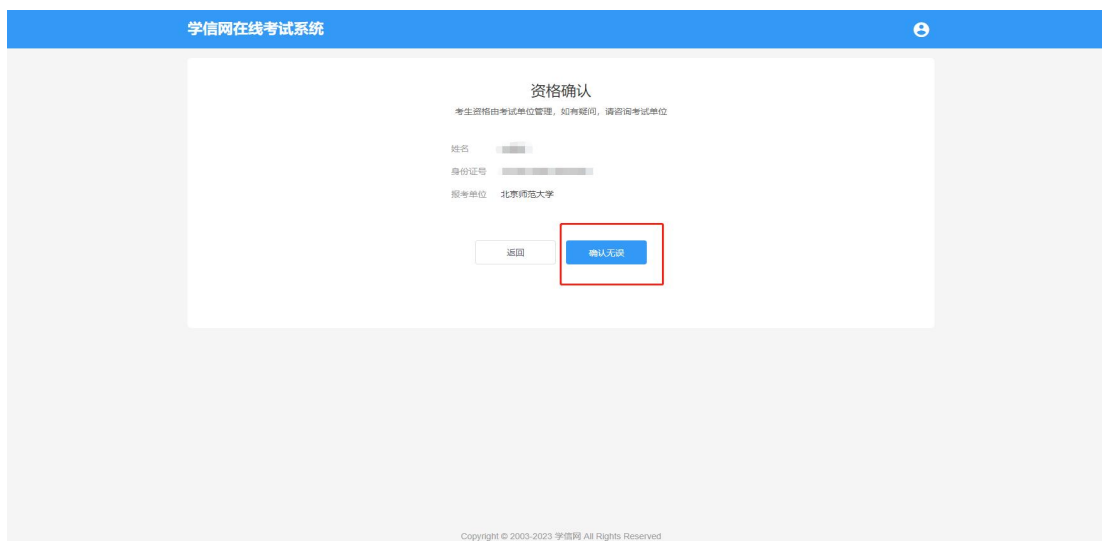 学信网在线考试系统
资格确认
考生资格由考试单位管理，如有疑问，请咨询考试单位
姓名
身份证号
报考单位 北京师范大学
返回 确认无误
Copyright © 2003-2023 学信网 All Rights Reserved